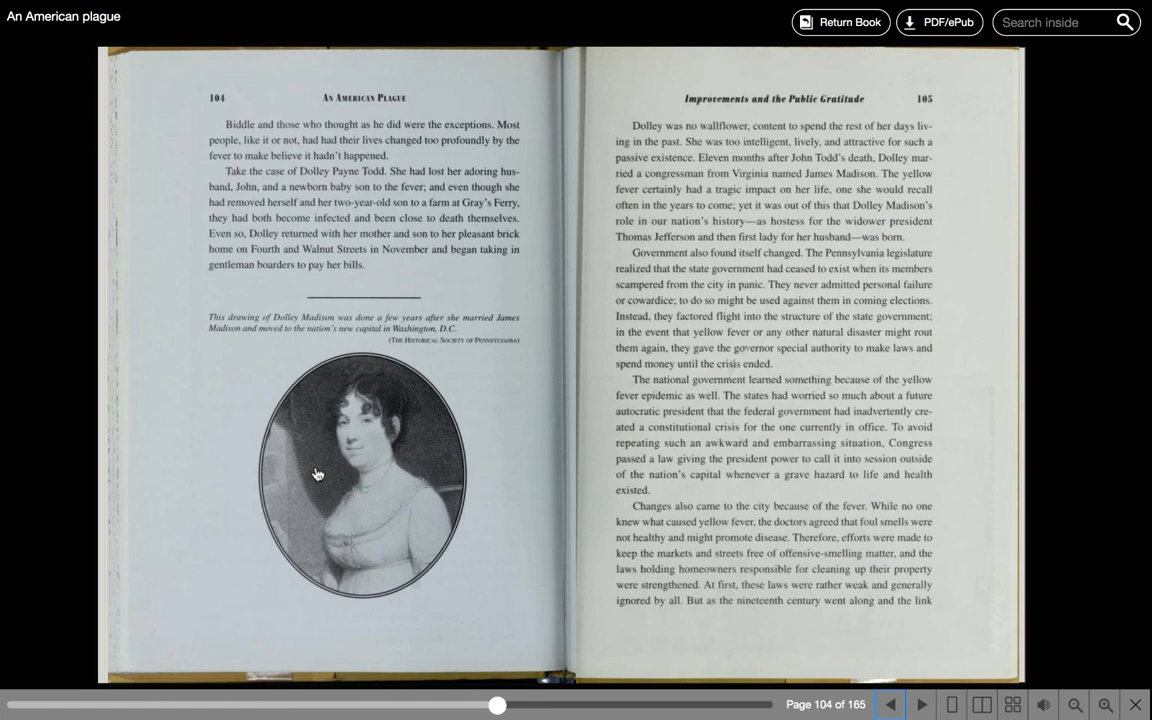 An American plague
Return Book
PDF/ePub
Search inside
104
AN AMERICAN PLAGUE
Biddle and those who thought as he did were the exceptions. Most
people, like it or not, had had their lives changed too profoundly by the
fever to make believe it hadn't happened.
Take the case of Dolley Payne Todd. She had lost her adoring hus-
band, John, and a newborn baby son to the fever; and even though she
had removed herself and her two-year-old son to a farm at Gray's Ferry,
they had both become infected and been close to death themselves.
Even so, Dolley returned with her mother and son to her pleasant brick
home on Fourth and Walnut Streets in November and began taking in
gentleman boarders to pay her bills.
This drawing of Dolley Madison was done a few years after she married James
Madison and moved to the nation's new capital in Washington, D.C.
(THE HISTORICAL SOCIETY OF PENNSYLVANIA)
Improvements and the Public Gratitude
105
Dolley was no wallflower, content to spend the rest of her days liv-
ing in the past. She was too intelligent, lively, and attractive for such a
passive existence. Eleven months after John Todd's death, Dolley mar-
ried a congressman from Virginia named James Madison. The yellow
fever certainly had a tragic impact on her life, one she would recall
often in the years to come; yet it was out of this that Dolley Madison's
role in our nation's history—as hostess for the widower president
Thomas Jefferson and then first lady for her husband—was born.
Government also found itself changed. The Pennsylvania legislature
realized that the state government had ceased to exist when its members
scampered from the city in panic. They never admitted personal failure
or cowardice; to do so might be used against them in coming elections.
Instead, they factored flight into the structure of the state government;
in the event that yellow fever or any other natural disaster might rout
them again, they gave the governor special authority to make laws and
spend money until the crisis ended.
The national government learned something because of the yellow
fever epidemic as well. The states had worried so much about a future
autocratic president that the federal government had inadvertently cre-
ated a constitutional crisis for the one currently in office. To avoid
repeating such an awkward and embarrassing situation, Congress
passed a law giving the president power to call it into session outside
of the nation's capital whenever a grave hazard to life and health
existed.
Changes also came to the city because of the fever. While no one
knew what caused yellow fever, the doctors agreed that foul smells were
not healthy and might promote disease. Therefore, efforts were made to
keep the markets and streets free of offensive-smelling matter, and the
laws holding homeowners responsible for cleaning up their property
were strengthened. At first, these laws were rather weak and generally
ignored by all. But as the nineteenth century went along and the link
Page 104 of 165